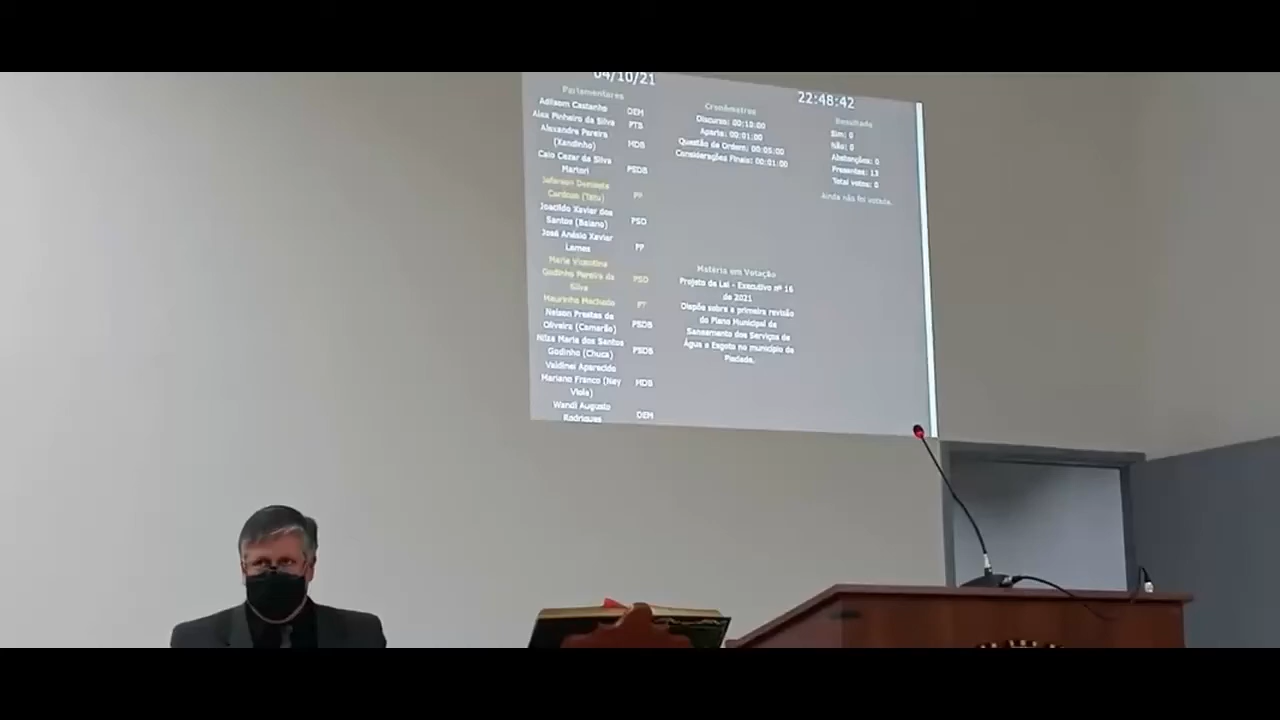 04/10/21
22:48:42
Parlamentares
Adilson Castanho DEM
Alex Pinheiro da Silva PTB
Alexandre Pereira
(Xandinho) MDB
Caio Cezar da Silva
Martori PSDB
Jeferson
Cardoso (Tatu) PP
Joacildo Xavier dos
Santos (Baiano) PSD
José Anésio Xavier
Lemes PP
Maria Vicentina
Godinho Pereira da
Silva PSD
Maurinho Machado PT
Nelson Prestes de
Oliveira (Camarão) PSDB
Nilza Maria dos Santos
Godinho (Chuca) PSDB
Valdinei Aparecido
Mariano Franco (Ney
Viola) MDB
Wandi Augusto
Rodrigues DEM
Cronômetros
Discurso: 00:10:00
Aparte: 00:01:00
Questão de Ordem: 00:05:00
Considerações Finais: 00:01:00
Matéria em Votação
Projeto de Lei - Executivo nº 16
de 2021
Dispõe sobre a primeira revisão
do Plano Municipal de
Saneamento dos Serviços de
Água e Esgoto no município de
Piedade.
Resultado
Sim: 0
Não: 0
Abstenções: 0
Presentes: 13
Total votos: 0
Ainda não foi votada.